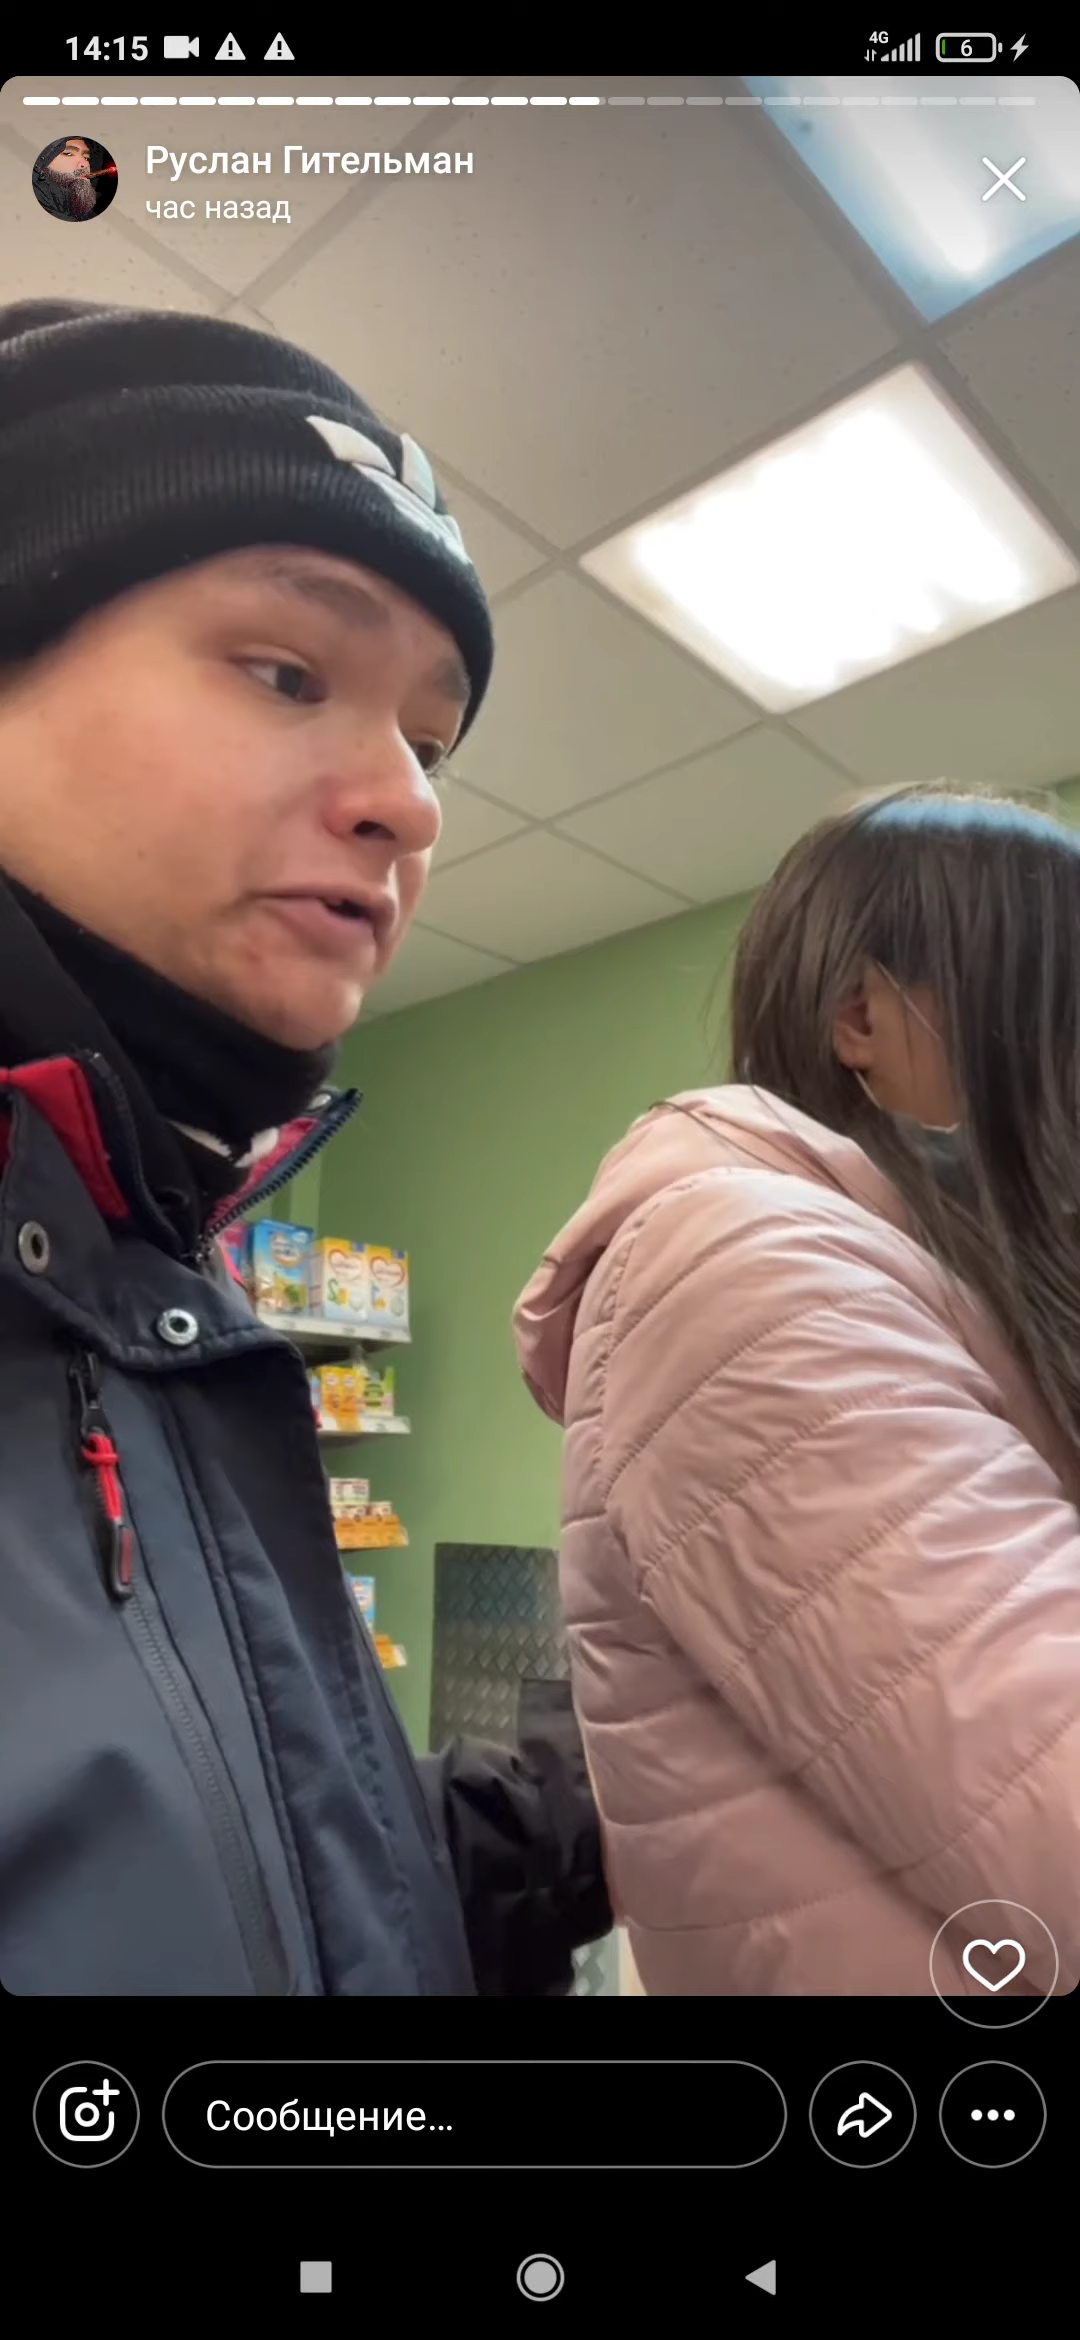 14:15
4G
6
Руслан Гительман
час назад
Сообщение...